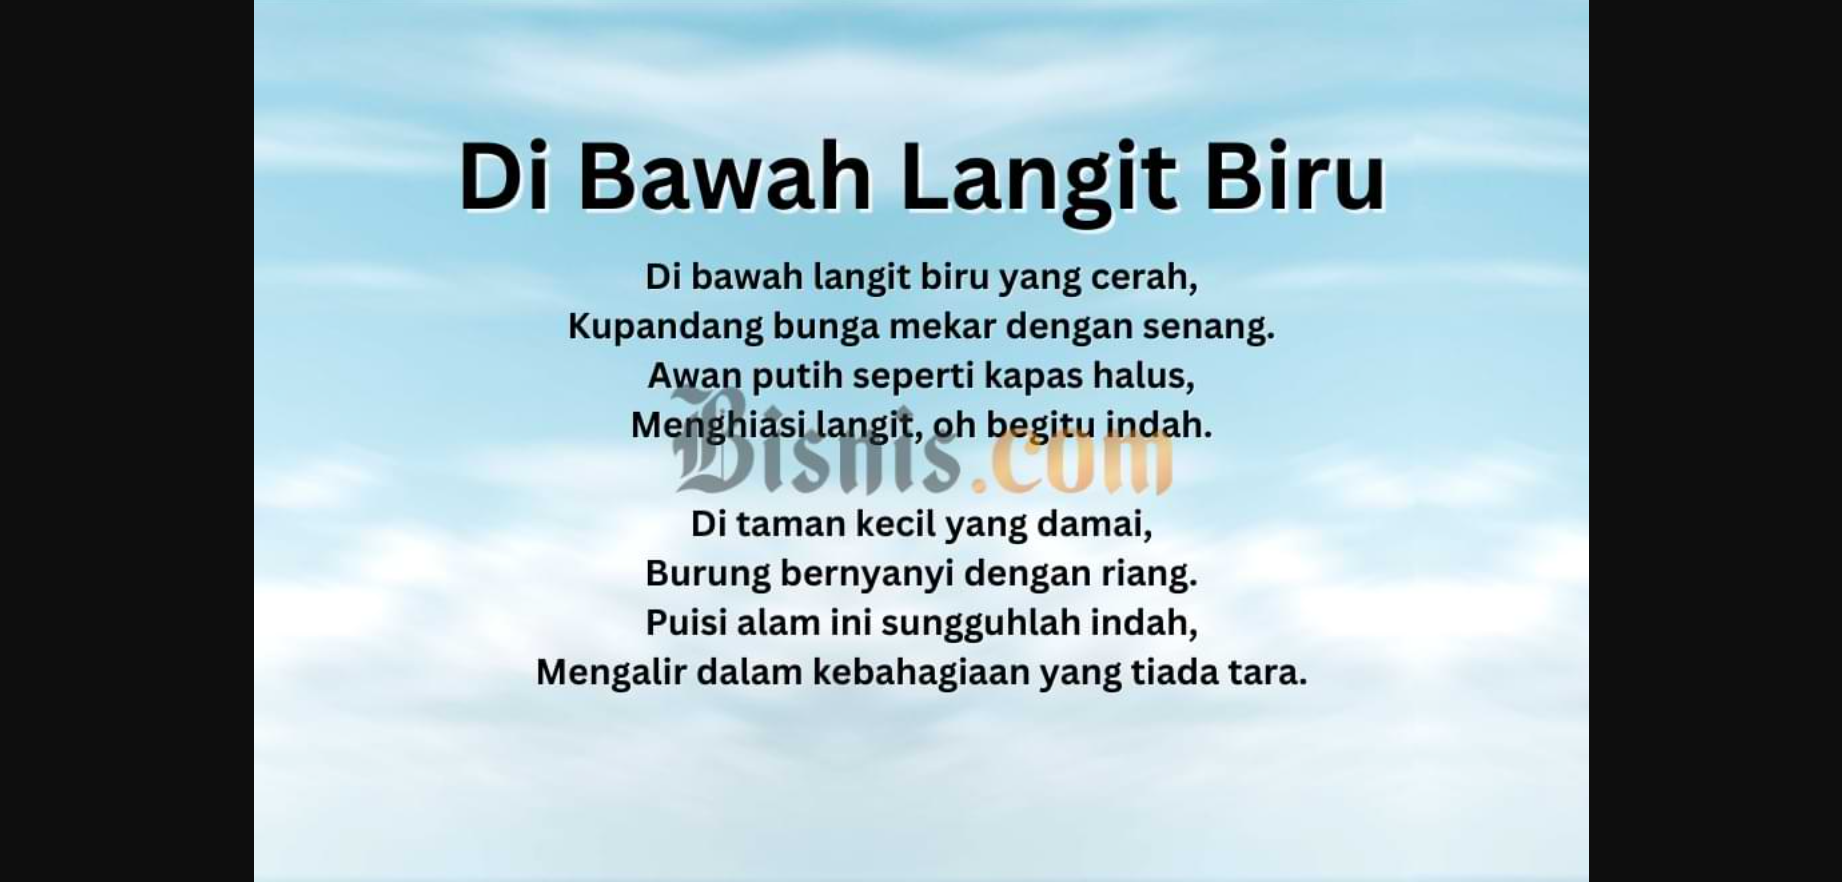 Di Bawah Langit Biru
Di bawah langit biru yang cerah,
Kupandang bunga mekar dengan senang.
Awan putih seperti kapas halus,
Menghiasi langit, oh begitu indah.
Bisnis.com
Di taman kecil yang damai,
Burung bernyanyi dengan riang.
Puisi alam ini sungguhlah indah,
Mengalir dalam kebahagiaan yang tiada tara.